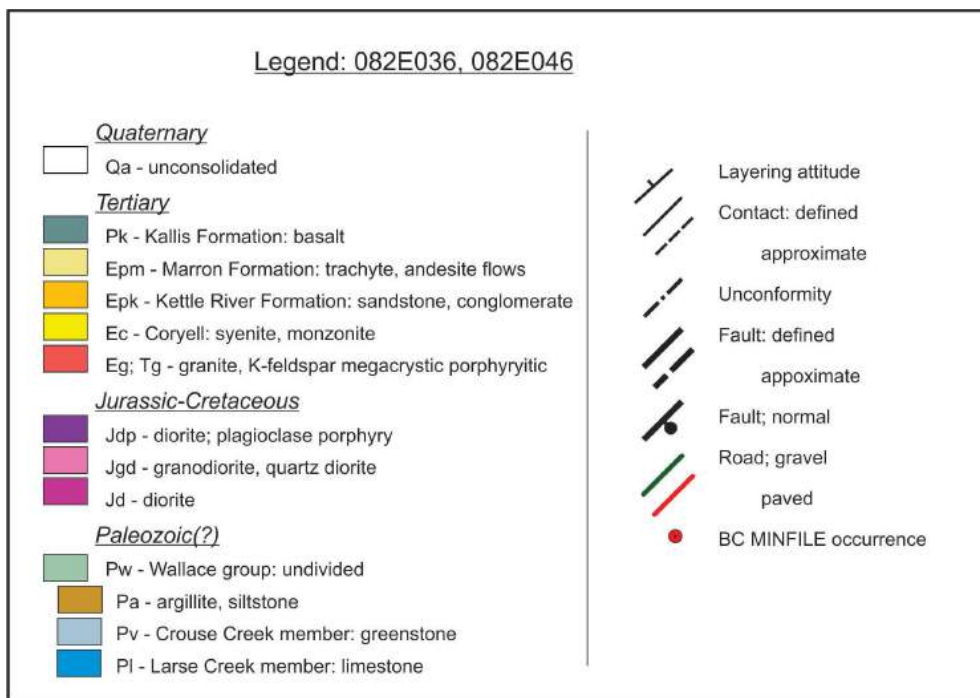 Legend: 082E036, 082E046
Quaternary
Qa - unconsolidated
Tertiary
Pk - Kallis Formation: basalt
Epm - Marron Formation: trachyte, andesite flows
Epk - Kettle River Formation: sandstone, conglomerate
Ec - Coryell: syenite, monzonite
Eg; Tg - granite, K-feldspar megacrystic porphyryitic
Jurassic-Cretaceous
Jdp - diorite; plagioclase porphyry
Jgd - granodiorite, quartz diorite
Jd - diorite
Paleozoic(?)
Pw - Wallace group: undivided
Pa - argillite, siltstone
Pv - Crouse Creek member: greenstone
Pl - Larse Creek member: limestone
Layering attitude
Contact: defined
approximate
Unconformity
Fault: defined
appoximate
Fault; normal
Road; gravel
paved
BC MINFILE occurrence